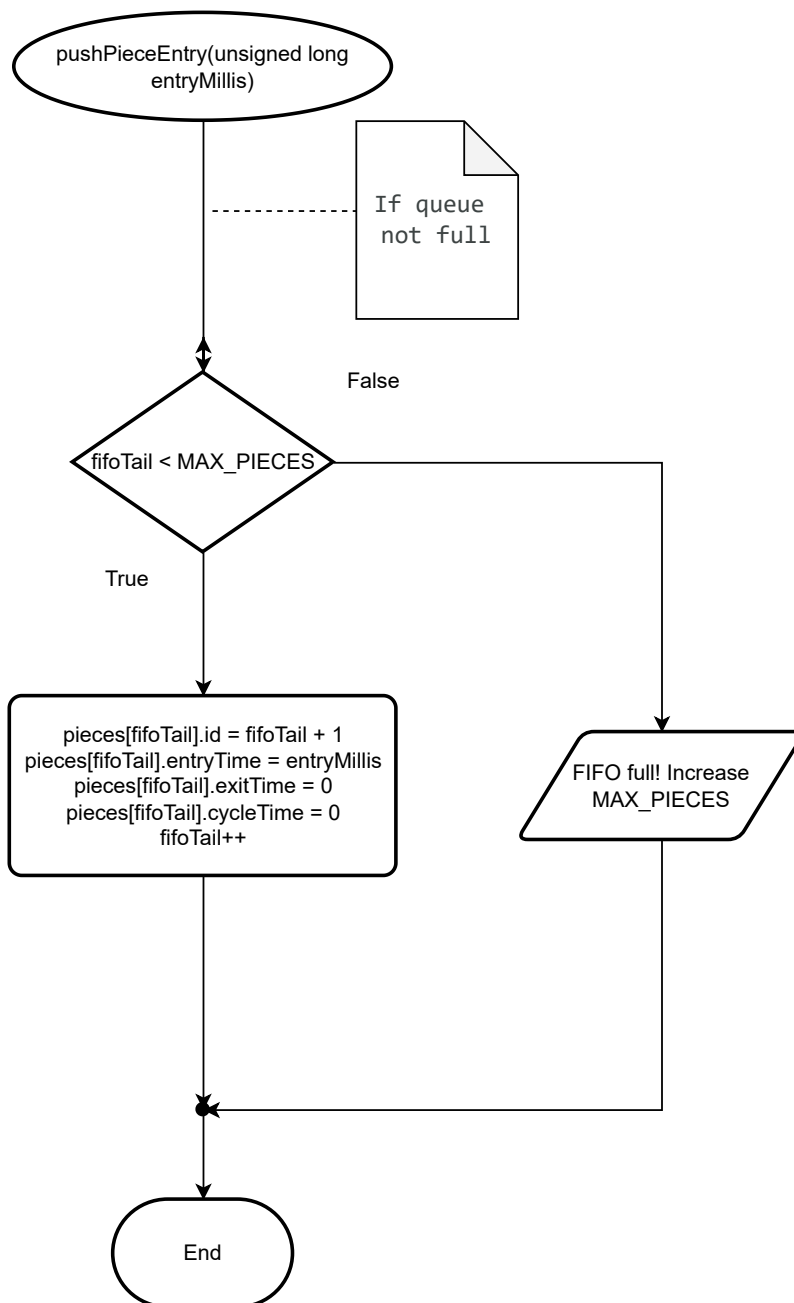 pushPieceEntry(unsigned long
entryMillis)
If queue
not full
False
fifoTail < MAX_PIECES
True
pieces[fifoTail].id = fifoTail + 1
pieces[fifoTail].entryTime = entryMillis
pieces[fifoTail].exitTime = 0
pieces[fifoTail].cycleTime = 0
fifoTail++
FIFO full! Increase
MAX_PIECES
End